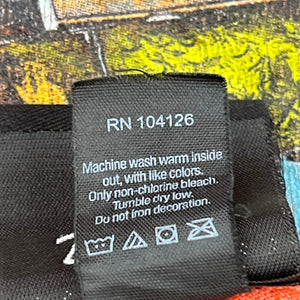 RN 104126
Machine wash warm inside
out, with like colors.
Only non-chlorine bleach.
Tumble dry low.
Do not iron decoration.